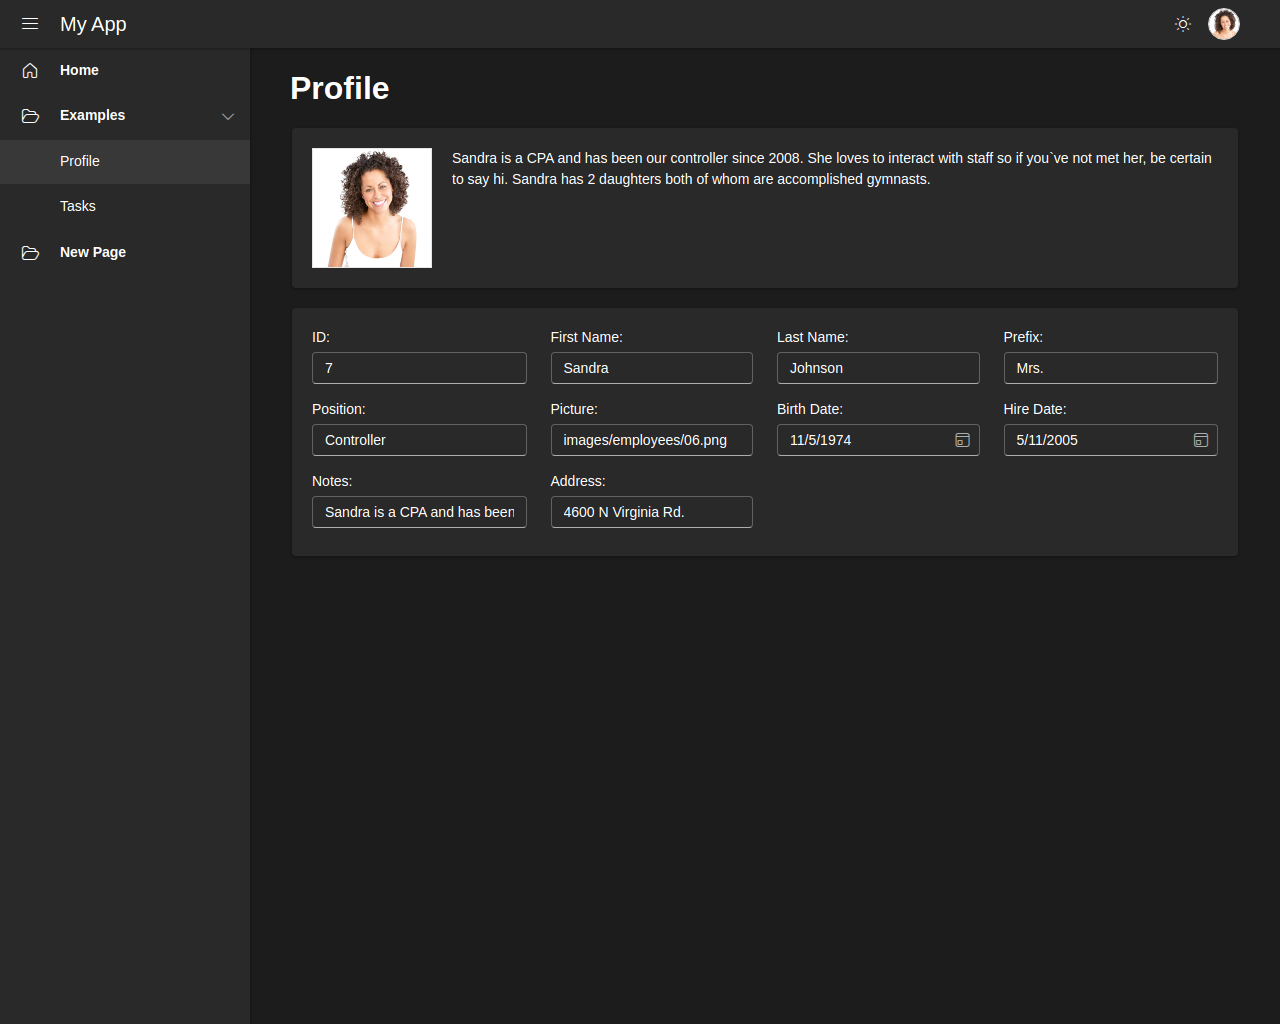 My App
Home
Examples
Profile
Tasks
New Page
Profile
Sandra is a CPA and has been our controller since 2008. She loves to interact with staff so if you`ve not met her, be certain
to say hi. Sandra has 2 daughters both of whom are accomplished gymnasts.
ID: First Name: Last Name: Prefix:
7 Sandra Johnson Mrs.
Position: Picture: Birth Date: Hire Date:
Controller images/employees/06.png 11/5/1974 5/11/2005
Notes: Address:
Sandra is a CPA and has been 4600 N Virginia Rd.